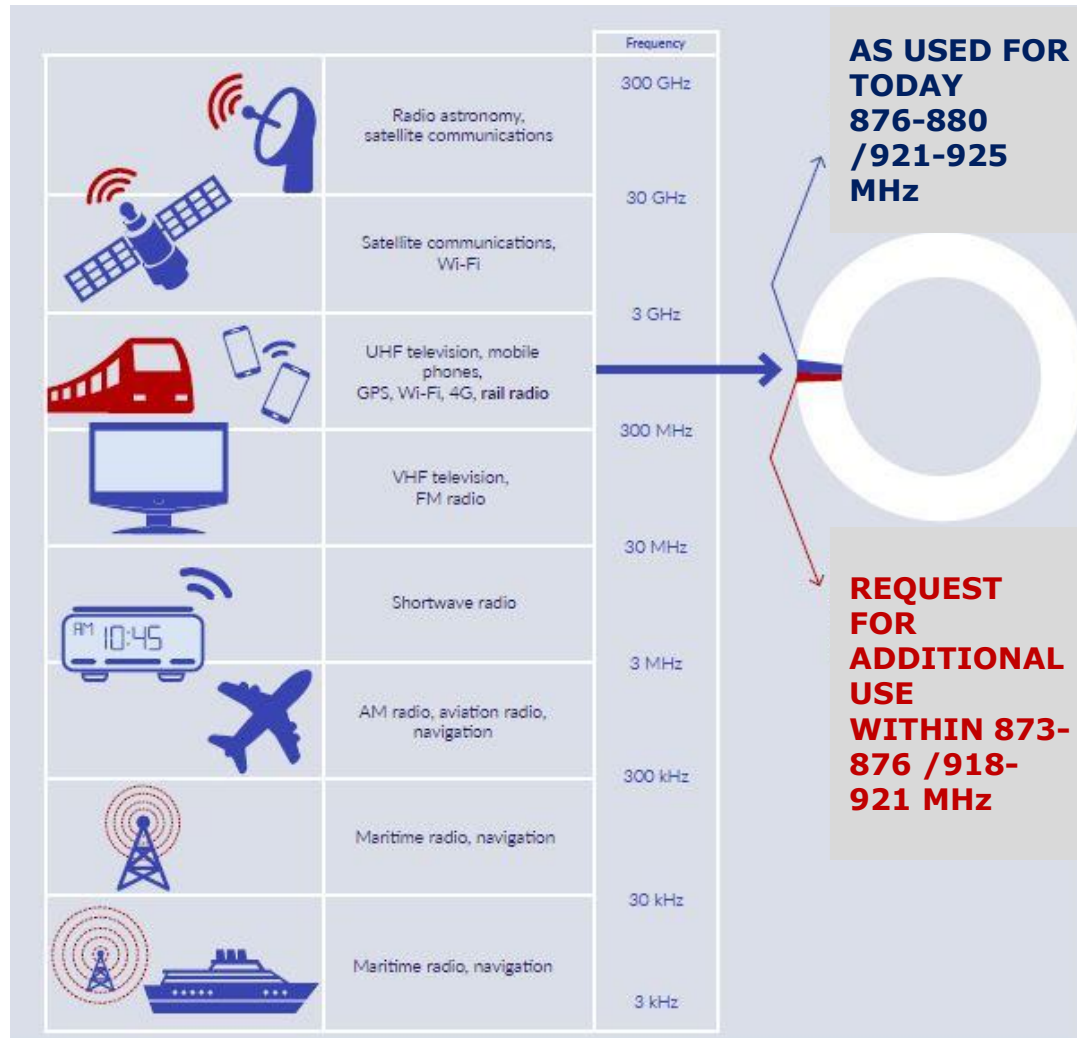 Frequency
300 GHz
Radio astronomy,
satellite communications
30 GHz
Satellite communications,
Wi-Fi
3 GHz
UHF television, mobile
phones,
GPS, Wi-Fi, 4G, rail radio
300 MHz
VHF television,
FM radio
30 MHz
AM 10:45
Shortwave radio
3 MHz
AM radio, aviation radio,
navigation
300 kHz
Maritime radio, navigation
30 kHz
Maritime radio, navigation
3 kHz
AS USED FOR
TODAY
876-880
/921-925
MHz
REQUEST
FOR
ADDITIONAL
USE
WITHIN 873-
876 /918-
921 MHz